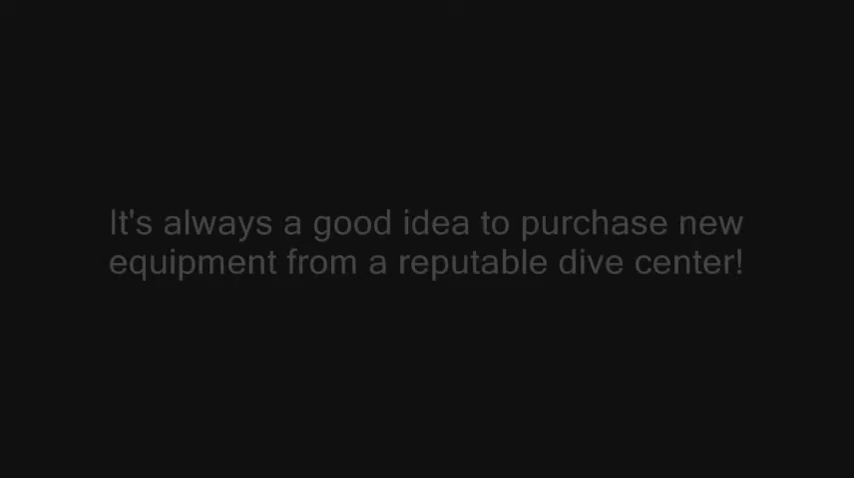 It's always a good idea to purchase new
equipment from a reputable dive center!